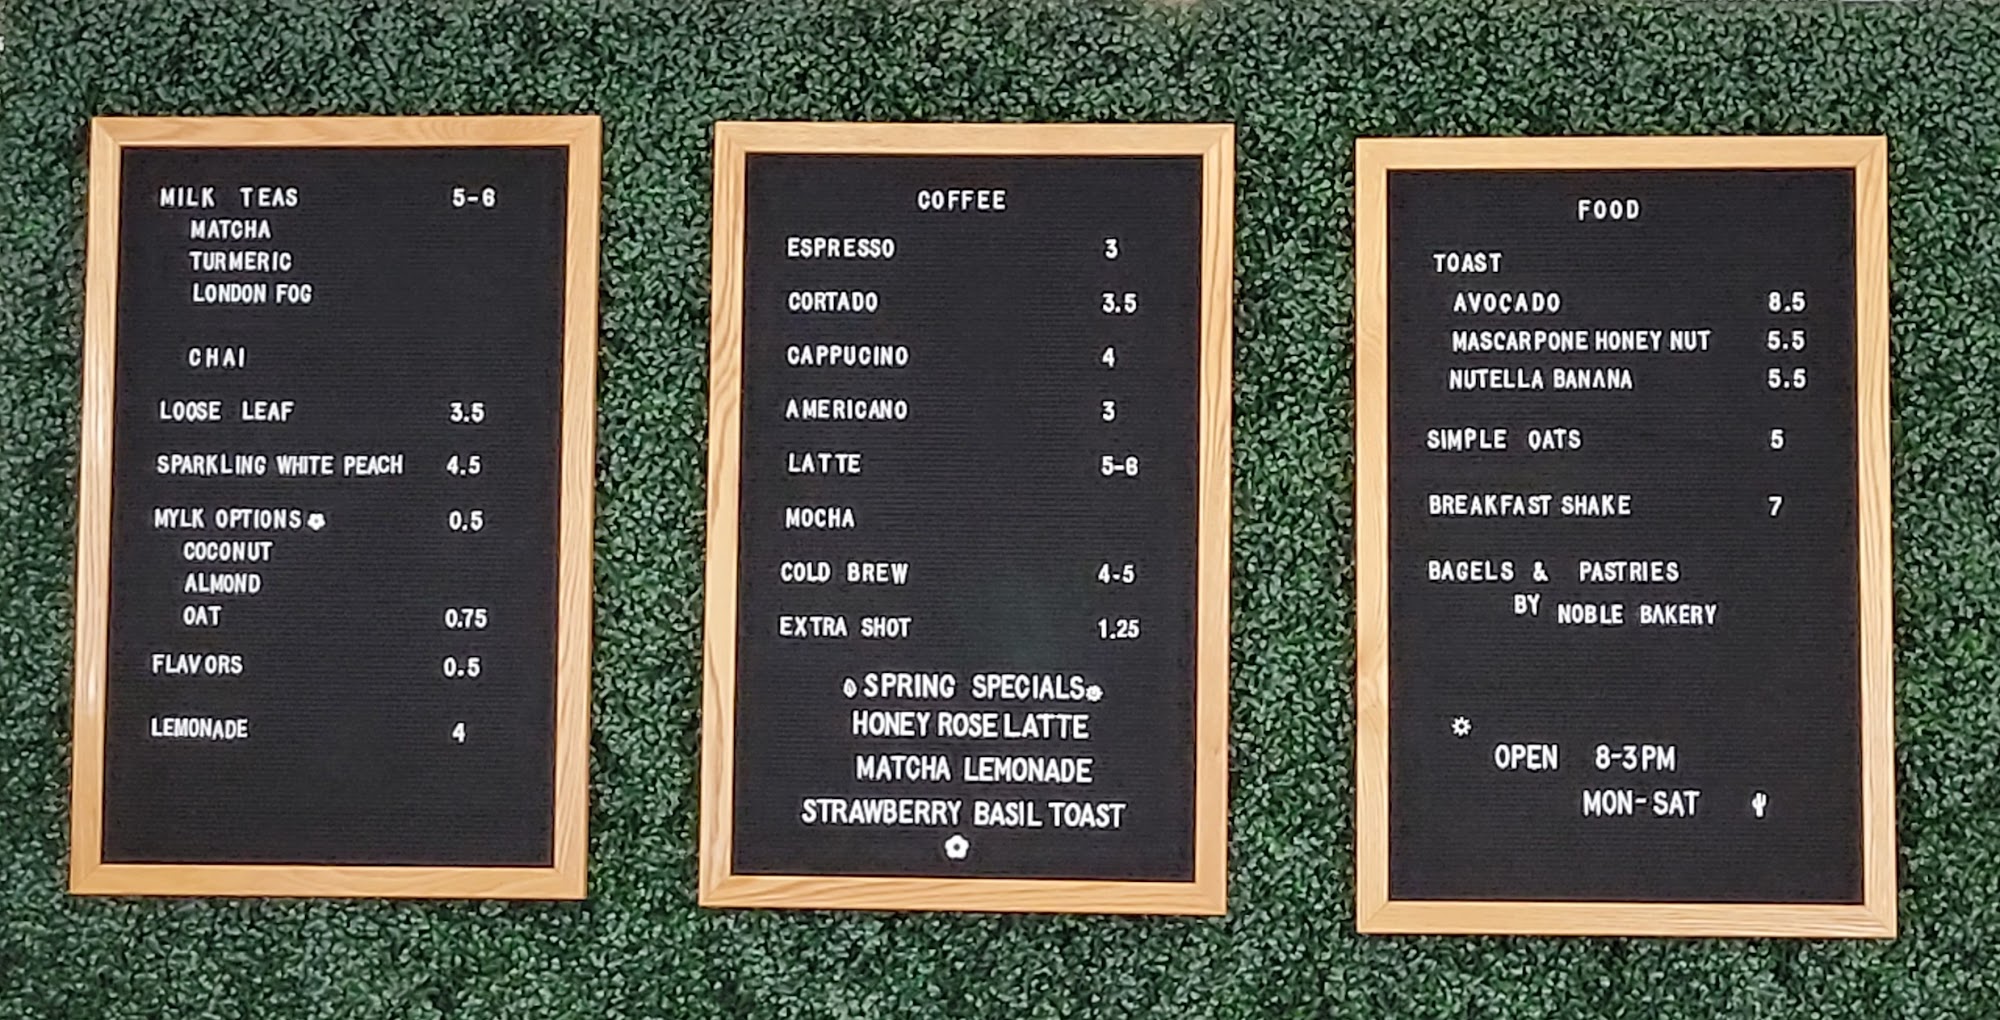 MILK TEAS 5-6
MATCHA
TURMERIC
LONDON FOG
CHAI
LOOSE LEAF 3.5
SPARKLING WHITE PEACH 4.5
MYLK OPTIONS 0.5
COCONUT
ALMOND
OAT 0.75
FLAVORS 0.5
LEMONADE 4
COFFEE
ESPRESSO 3
CORTADO 3.5
CAPPUCINO 4
AMERICANO 3
LATTE 5-6
MOCHA
COLD BREW 4-5
EXTRA SHOT 1.25
SPRING SPECIALS
HONEY ROSE LATTE
MATCHA LEMONADE
STRAWBERRY BASIL TOAST
FOOD
TOAST
AVOCADO 8.5
MASCARPONE HONEY NUT 5.5
NUTELLA BANANA 5.5
SIMPLE OATS 5
BREAKFAST SHAKE 7
BAGELS & PASTRIES
BY NOBLE BAKERY
OPEN 8-3PM
MON-SAT